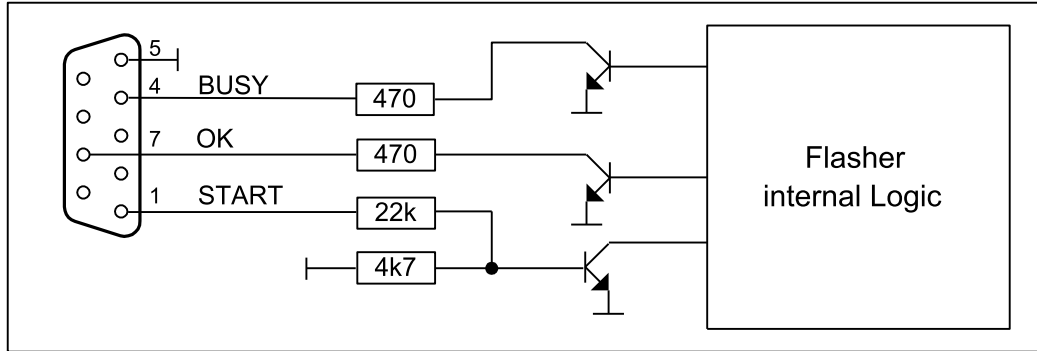 5
4 BUSY 470
7 OK 470
1 START 22k
4k7
Flasher
internal Logic